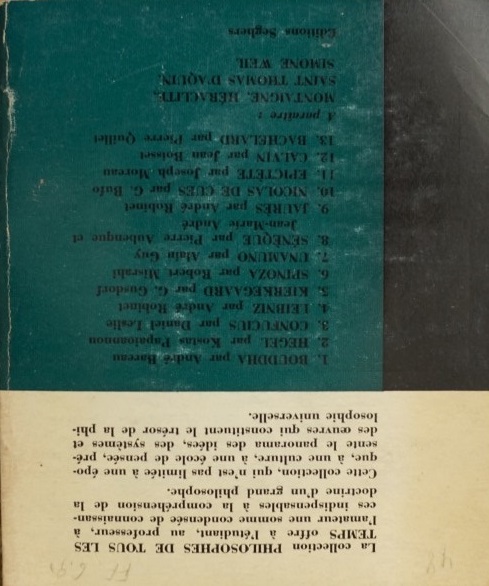 La collection PHILOSOPHES DE TOUS LES
TEMPS offre à l'étudiant, au professeur, à
l'amateur une somme condensée de connaissan-
ces indispensables à la compréhension de la
doctrine d'un grand philosophe.
Cette collection, qui n'est pas limitée à une épo-
que, à une culture, à une école de pensée, pré-
sente le panorama des idées, des systèmes et
des œuvres qui constituent le trésor de la phi-
losophie universelle.
1. BOUDDHA par André Bareau
2. HEGEL par Kostas Papaioannou
3. CONFUCIUS par Daniel Leslie
4. LEIBNIZ par André Robinet
5. KIERKEGAARD par G. Gusdorf
6. SPINOZA par Robert Misrahi
7. UNAMUNO par Alain Guy
8. SÉNÈQUE par Pierre Aubenque et
Jean-Marie André
9. JAURÈS par André Robinet
10. NICOLAS DE CUES par G. Bufo
11. EPICTÈTE par Joseph Moreau
12. CALVIN par Jean Boisset
13. BACHELARD par Pierre Quillet
A paraître :
MONTAIGNE, HÉRACLITE,
SAINT THOMAS D'AQUIN,
SIMONE WEIL
Éditions Seghers